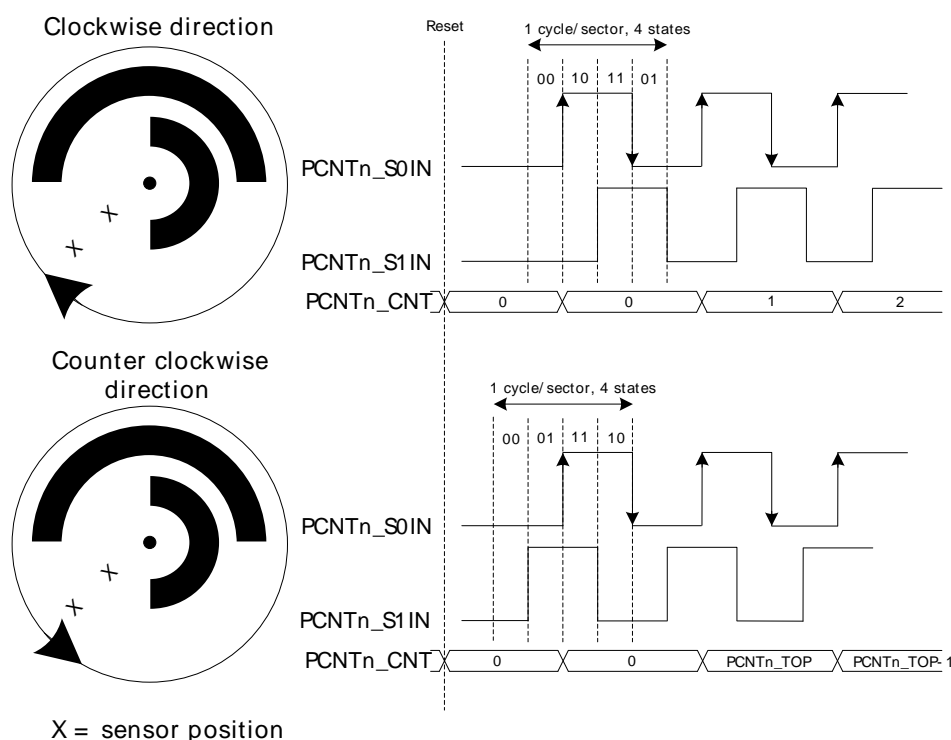 Clockwise direction
Reset
1 cycle/sector, 4 states
00 10 11 01
PCNTn_S0IN
PCNTn_S1IN
PCNTn_CNT 0 0 1 2
Counter clockwise
direction
1 cycle/sector, 4 states
00 01 11 10
PCNTn_S0IN
PCNTn_S1IN
PCNTn_CNT 0 0 PCNTn_TOP PCNTn_TOP-1
X X
X X
X = sensor position